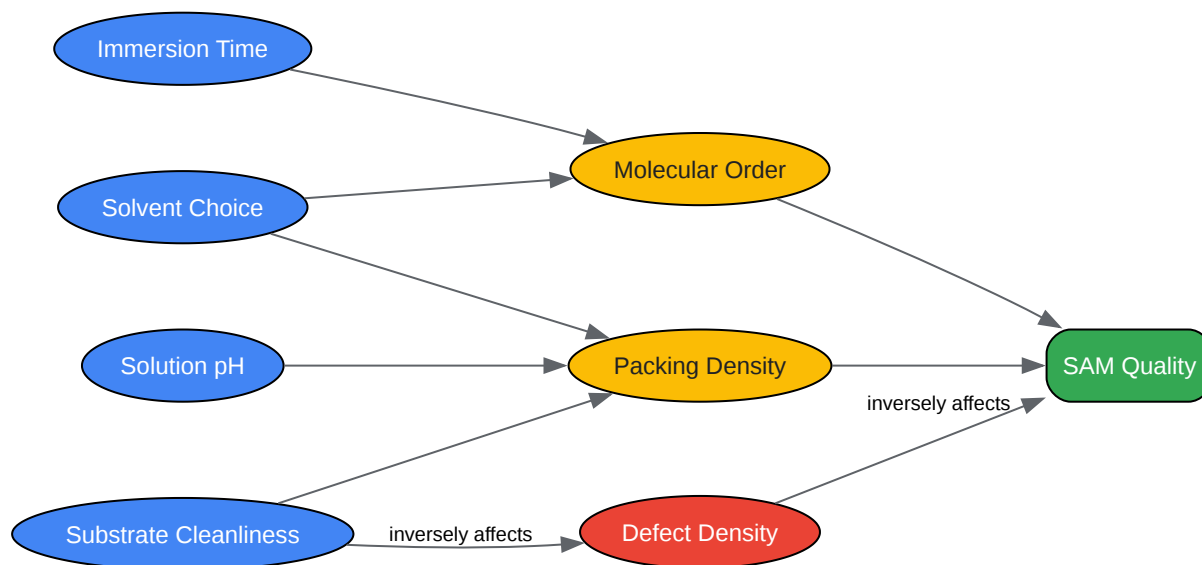 Immersion Time
Solvent Choice
Solution pH
Substrate Cleanliness
Molecular Order
Packing Density
Defect Density
SAM Quality
inversely affects
inversely affects